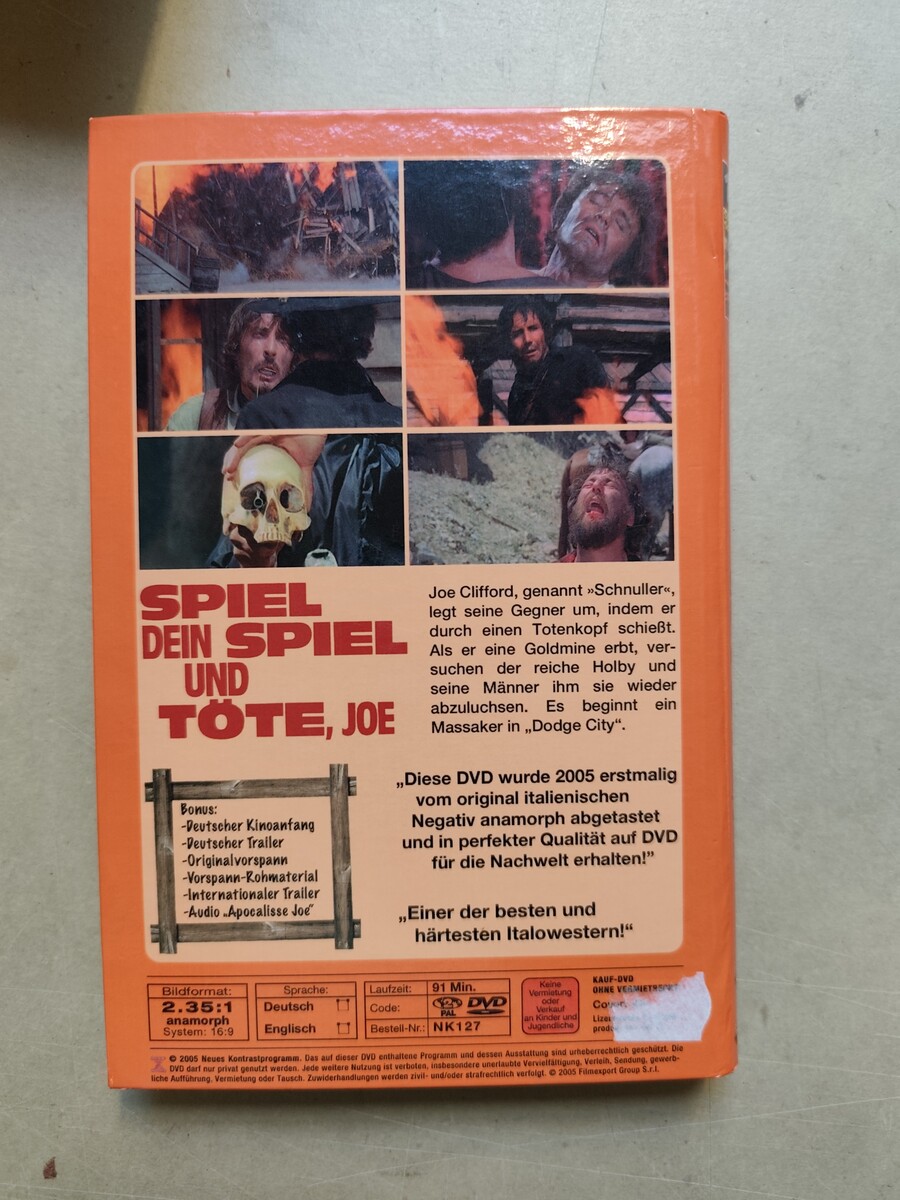 SPIEL
DEIN SPIEL
UND
TÖTE, JOE
Joe Clifford, genannt »Schnuller«,
legt seine Gegner um, indem er
durch einen Totenkopf schießt.
Als er eine Goldmine erbt, ver-
suchen der reiche Holby und
seine Männer ihm sie wieder
abzuluchsen. Es beginnt ein
Massaker in „Dodge City“.
Bonus:
-Deutscher Kinoanfang
-Deutscher Trailer
-Originalvorspann
-Vorspann-Rohmaterial
-Internationaler Trailer
-Audio „Apocalisse Joe“
„Diese DVD wurde 2005 erstmalig
vom original italienischen
Negativ anamorph abgetastet
und in perfekter Qualität auf DVD
für die Nachwelt erhalten!”
„Einer der besten und
härtesten Italowestern!“
Bildformat:
2.35:1
anamorph
System: 16:9
Sprache:
Deutsch
Englisch
Laufzeit: 91 Min.
Code: PAL DVD
Bestell-Nr.: NK127
Keine
Vermietung
oder
Verkauf
an Kinder und
Jugendliche
KAUF-DVD
OHNE
© 2005 Neues Kontrastprogramm. Das auf dieser DVD enthaltene Programm und dessen Ausstattung sind urheberrechtlich geschützt. Die
DVD darf nur privat genutzt werden. Jede weitere Nutzung ist verboten, insbesondere unerlaubte Vervielfältigung, Verleih, Sendung, gewerb-
liche Aufführung, Vermietung oder Tausch. Zuwiderhandlungen werden zivil- und/oder strafrechtlich verfolgt. © 2005 Filmexport Group S.r.l.